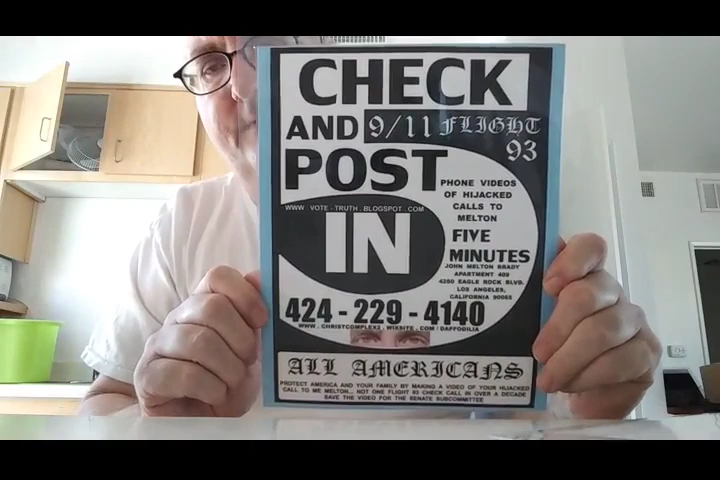 CHECK
AND 9/11 FLIGHT
93
POST
PHONE VIDEOS
OF HIJACKED
CALLS TO
MELTON
WWW . VOTE - TRUTH . BLOGSPOT . COM
IN
FIVE
MINUTES
JOHN MELTON BRADY
APARTMENT 409
4260 EAGLE ROCK BLVD.
LOS ANGELES,
CALIFORNIA 90065
424 - 229 - 4140
WWW . CHRISTCOMPLEX2 . WIXSITE . COM / DAFFODILIA
ALL AMERICANS
PROTECT AMERICA AND YOUR FAMILY BY MAKING A VIDEO OF YOUR HIJACKED
CALL TO ME MELTON... NOT ONE FLIGHT 93 CHECK CALL IN OVER A DECADE
SAVE THE VIDEO FOR THE SENATE SUBCOMMITTEE